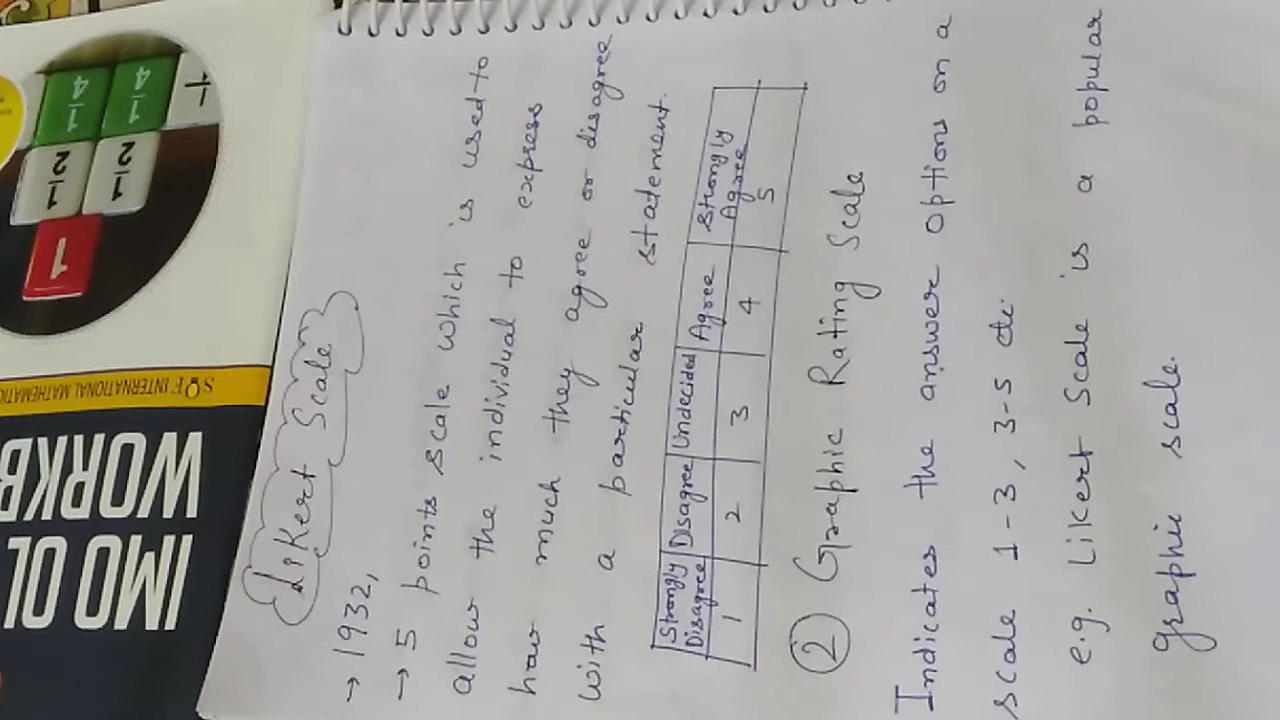 Likert Scale
→ 1932,
→ 5 points scale which is used to
allow the individual to express
how much they agree or disagree
with a particular statement.
Strongly Disagree Disagree Undecided Agree Strongly Agree
1 2 3 4 5
② Graphic Rating Scale
Indicates the answer options on a
scale 1-3, 3-5 etc.
e.g. Likert Scale is a popular
graphic scale.
1
1/2 1/2
1/4 1/4
SOF INTERNATIONAL MATHEMATIC
IMO OL
WORKB